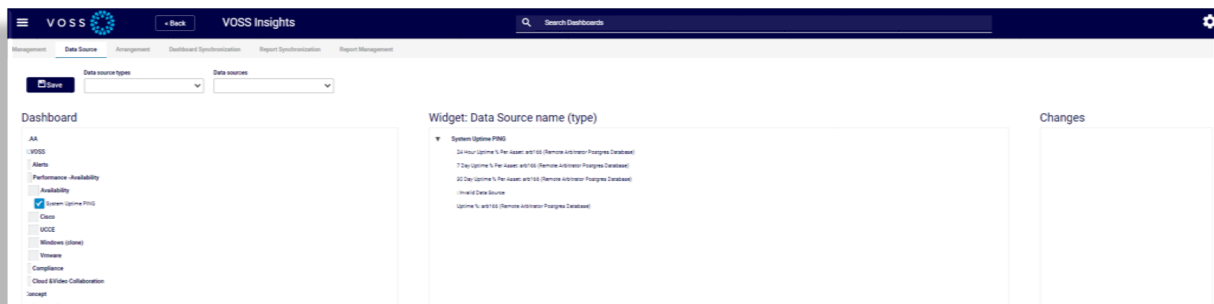 VOSS
< Back
VOSS Insights
Search Dashboards
Management Data Source Arrangement Dashboard Synchronization Report Synchronization Report Management
Data source types
Data sources
Save
Dashboard
.AA
:VOSS
Alerts
Performance -Availability
Availability
System Uptime PING
Cisco
UCCE
Windows (clone)
Vmware
Compliance
Cloud &Video Collaboration
Concept
Widget: Data Source name (type)
System Uptime PING
24 Hour Uptime % Per Asset: arb166 (Remote Arbitrator Postgres Database)
7 Day Uptime % Per Asset: arb166 (Remote Arbitrator Postgres Database)
30 Day Uptime % Per Asset: arb166 (Remote Arbitrator Postgres Database)
: Invalid Data Source
Uptime %: arb166 (Remote Arbitrator Postgres Database)
Changes